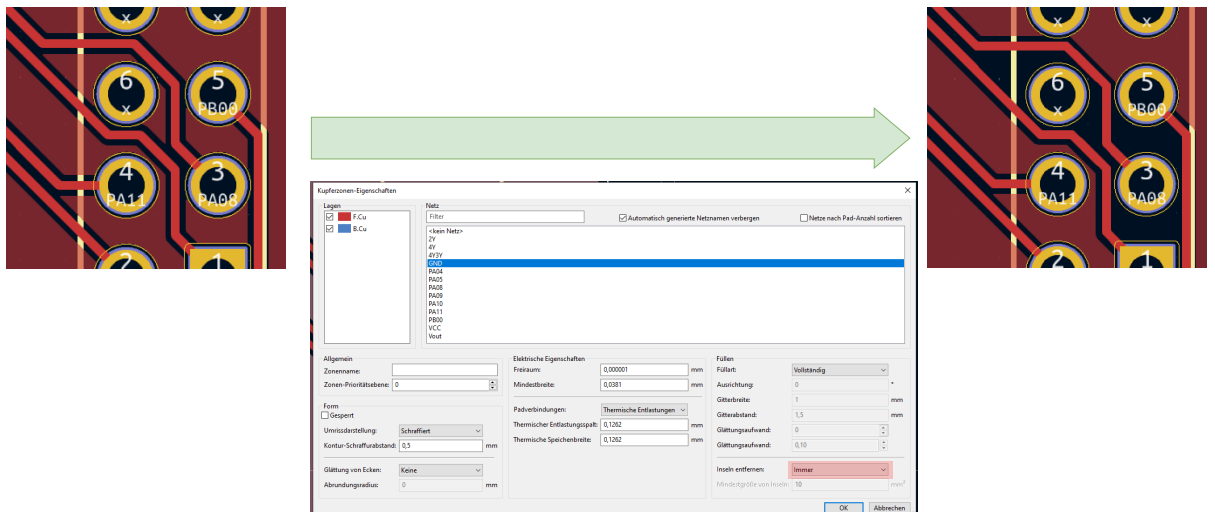 x
x
6
5
x
PB00
4
3
PA11
PA08
2
1
Kupferzonen-Eigenschaften
Lagen
F.Cu
B.Cu
Netz
Filter
Automatisch generierte Netznamen verbergen
Netze nach Pad-Anzahl sortieren
<kein Netz>
2Y
4Y
4Y3Y
GND
PA04
PA05
PA08
PA09
PA10
PA11
PB00
VCC
Vout
Allgemein
Zonenname:
Zonen-Prioritätsebene: 0
Form
Gesperrt
Umrissdarstellung: Schraffiert
Kontur-Schraffurabstand: 0,5 mm
Glättung von Ecken: Keine
Abrundungsradius: 0 mm
Elektrische Eigenschaften
Freiraum: 0,000001 mm
Mindestbreite: 0,0381 mm
Padverbindungen: Thermische Entlastungen
Thermischer Entlastungsspalt: 0,1262 mm
Thermische Speichenbreite: 0,1262 mm
Füllen
Füllart: Vollständig
Ausrichtung: 0 °
Gitterbreite: 1 mm
Gitterabstand: 1,5 mm
Glättungsaufwand: 0
Glättungsaufwand: 0,10
Inseln entfernen: Immer
Mindestgröße von Inseln: 10 mm²
OK
Abbrechen
x
x
6
5
x
PB00
4
3
PA11
PA08
2
1